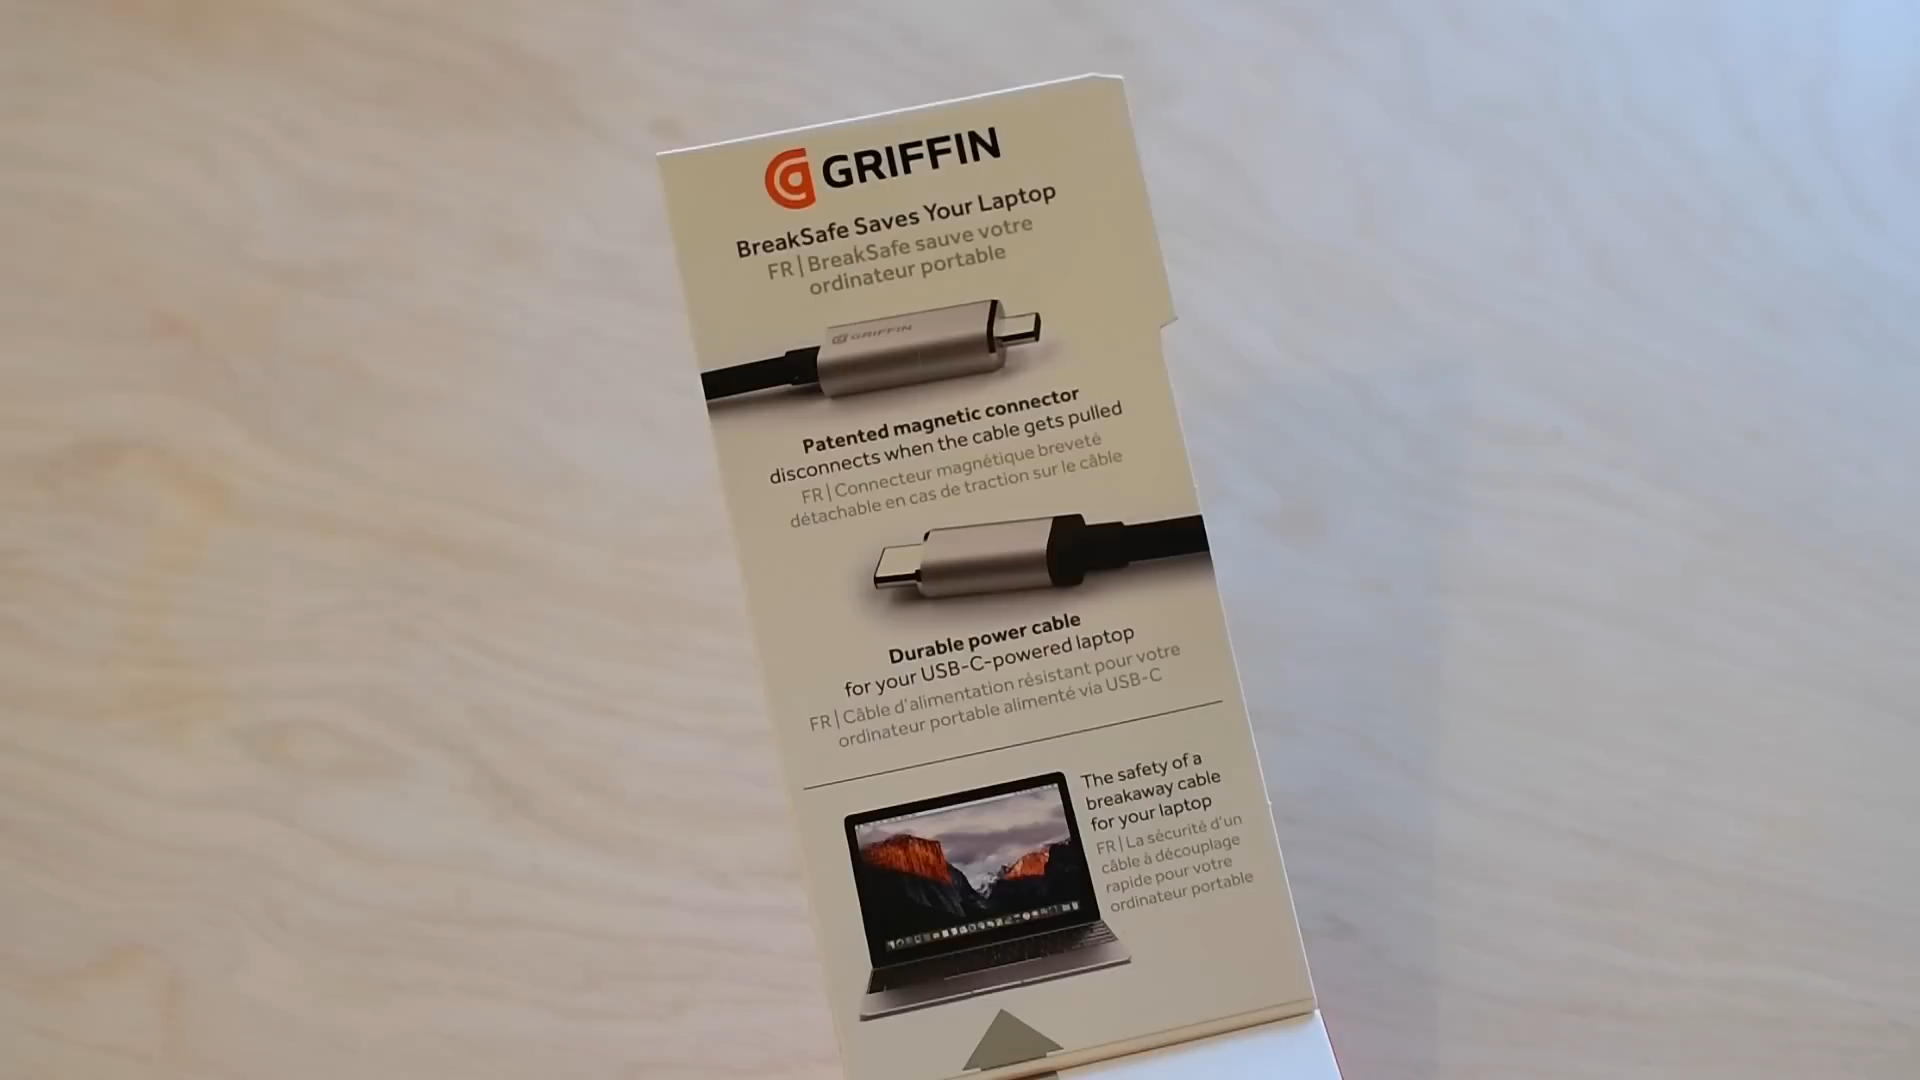 GRIFFIN
BreakSafe Saves Your Laptop
FR | BreakSafe sauve votre
ordinateur portable
GRIFFIN
Patented magnetic connector
disconnects when the cable gets pulled
FR | Connecteur magnétique breveté
détachable en cas de traction sur le câble
Durable power cable
for your USB-C-powered laptop
FR | Câble d'alimentation résistant pour votre
ordinateur portable alimenté via USB-C
The safety of a
breakaway cable
for your laptop
FR | La sécurité d'un
câble à découplage
rapide pour votre
ordinateur portable